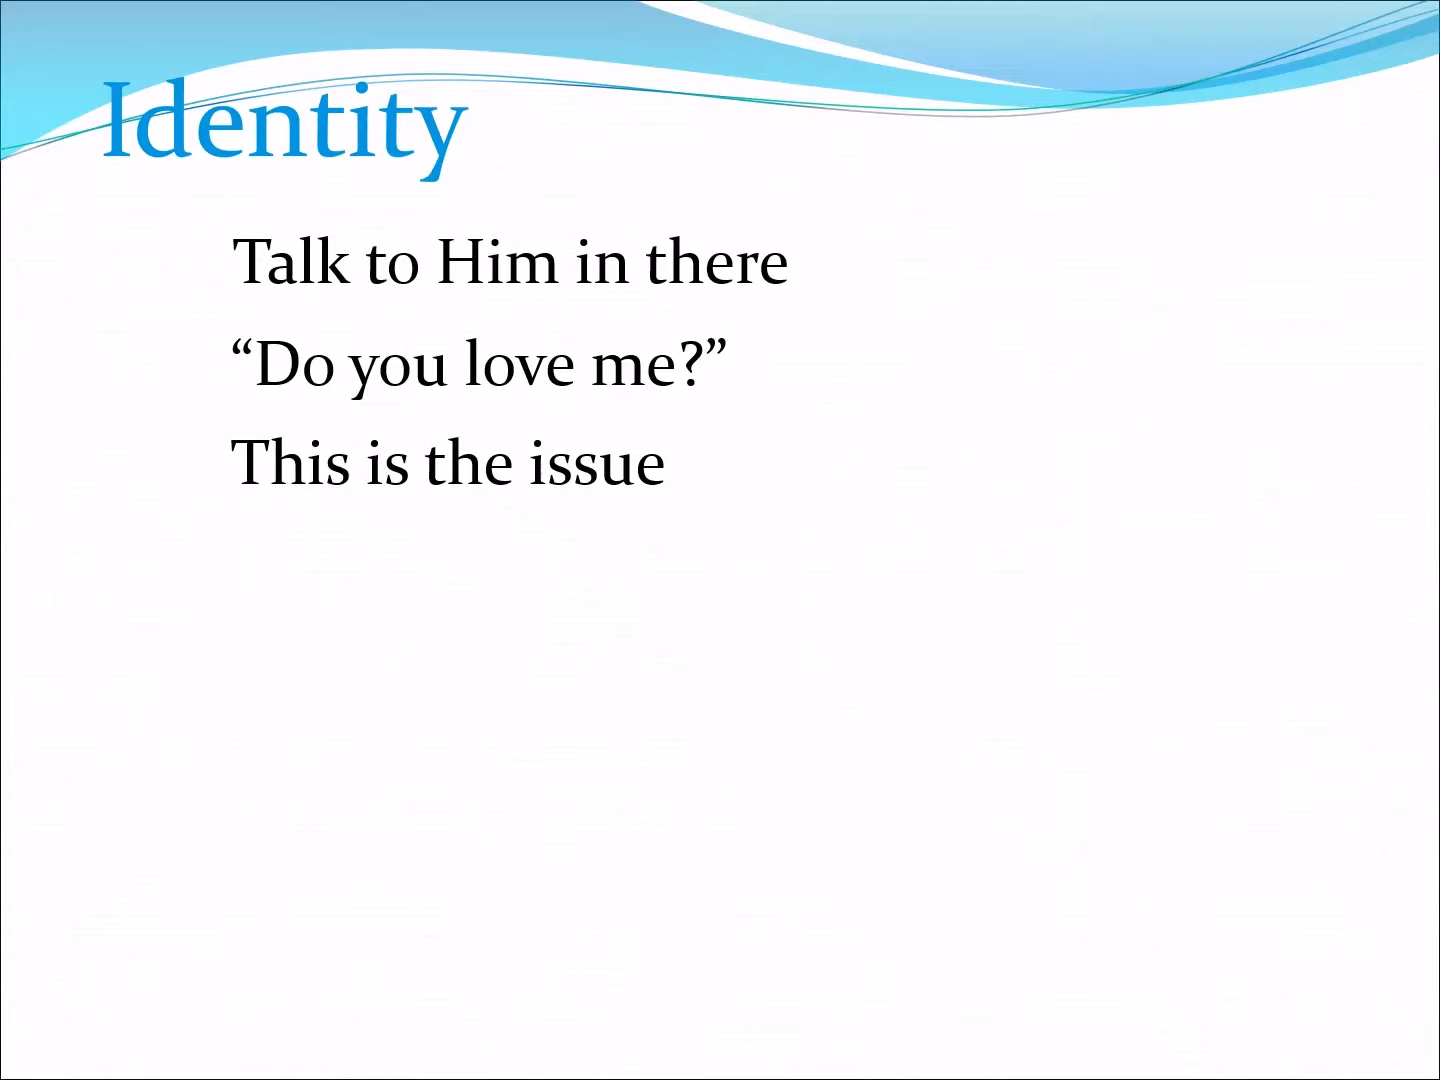 Identity
Talk to Him in there
“Do you love me?”
This is the issue